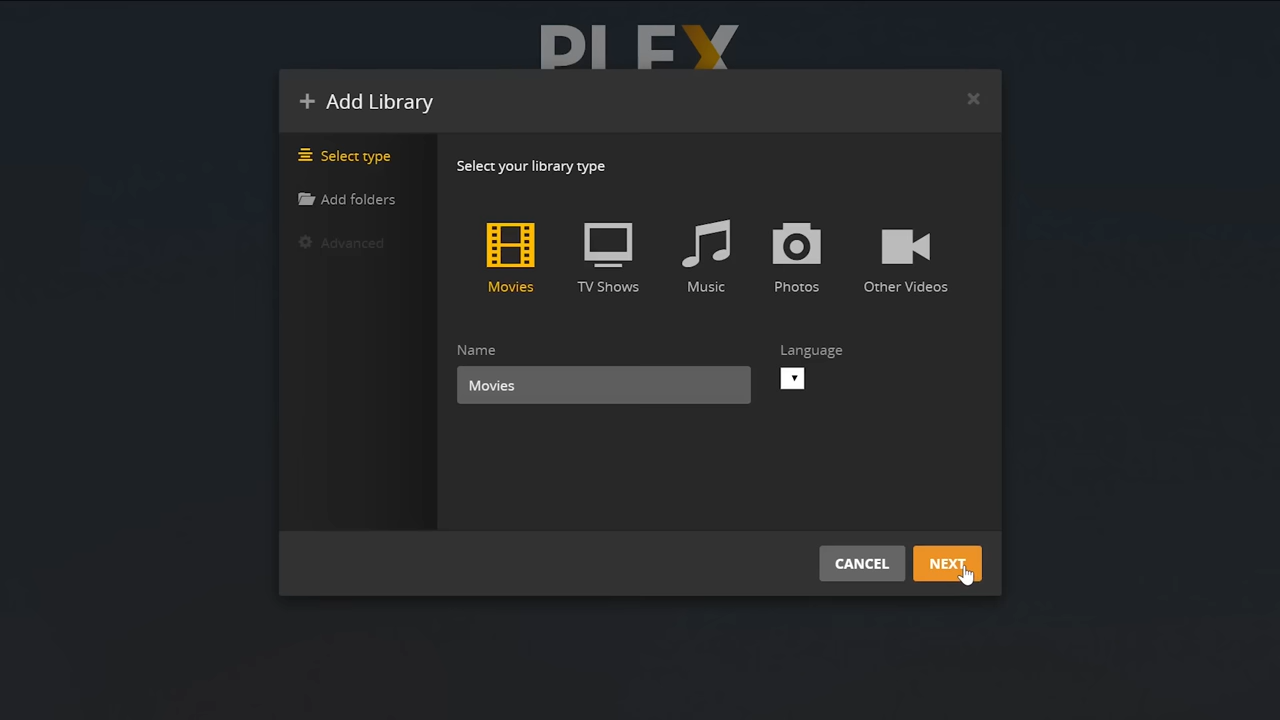 PLEX
Add Library
Select type
Add folders
Advanced
Select your library type
Movies TV Shows Music Photos Other Videos
Name Language
Movies
CANCEL NEXT